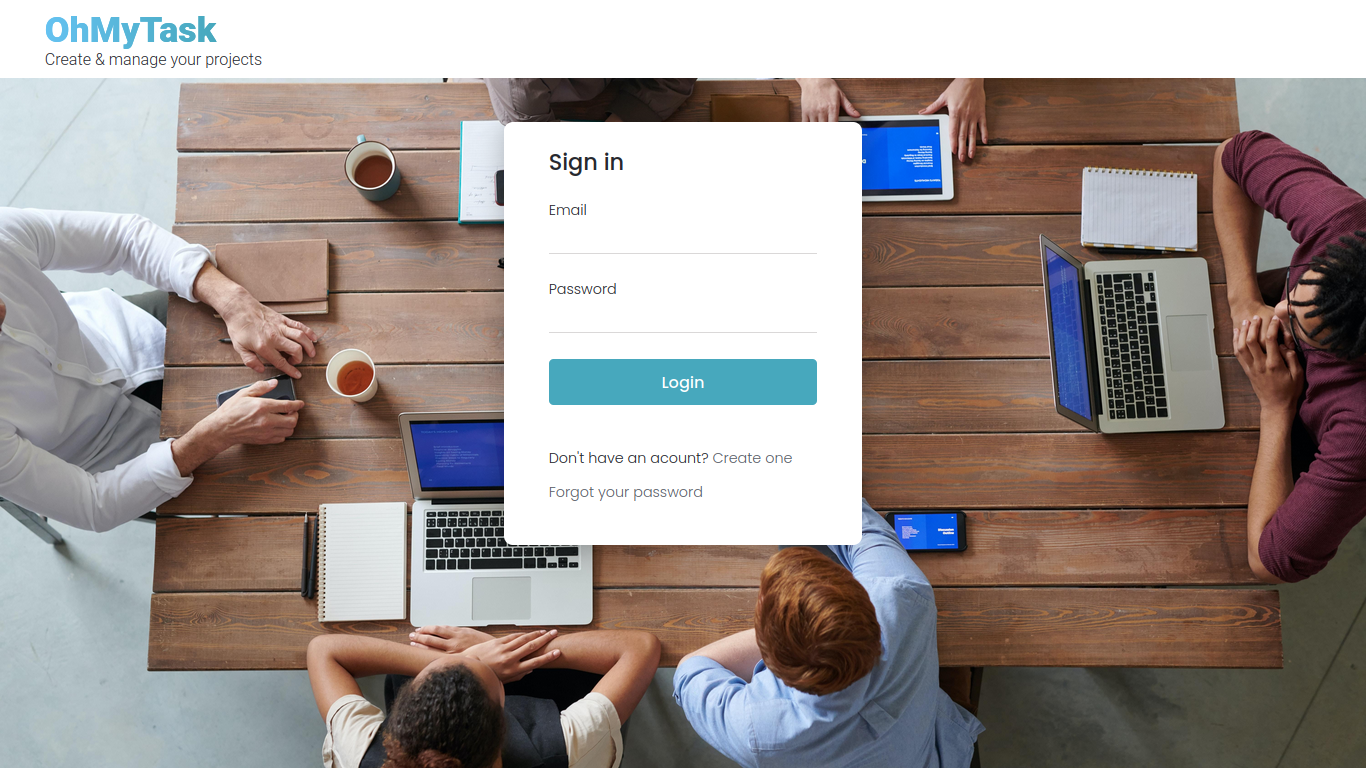 OhMyTask
Create & manage your projects
Sign in
Email
Password
Login
Don't have an acount? Create one
Forgot your password